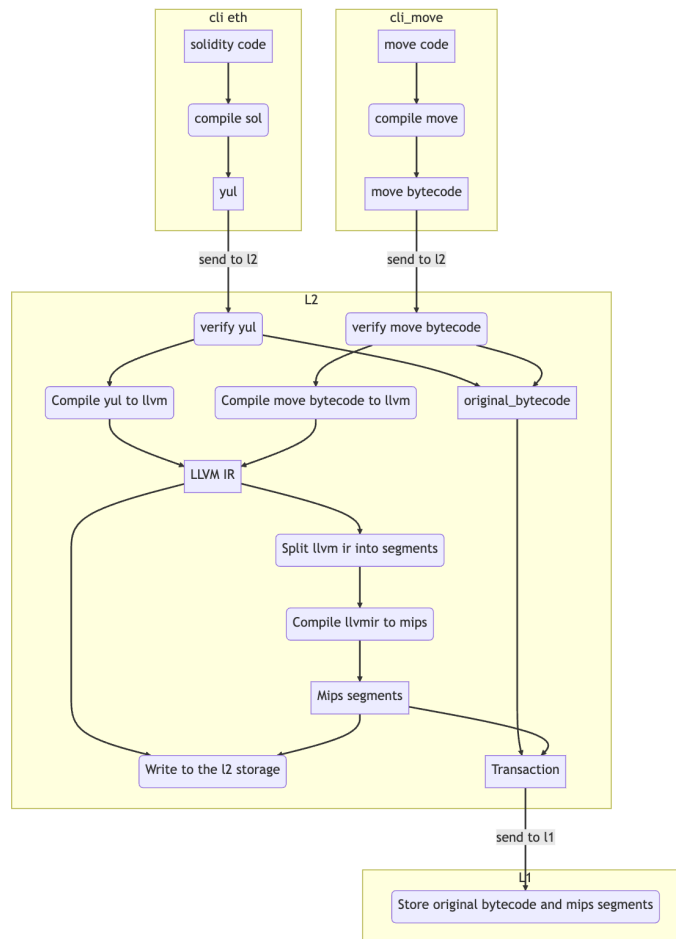 cli eth
cli_move
solidity code
move code
compile sol
compile move
yul
move bytecode
send to l2
send to l2
L2
verify yul
verify move bytecode
Compile yul to llvm
Compile move bytecode to llvm
original_bytecode
LLVM IR
Split llvm ir into segments
Compile llvmir to mips
Mips segments
Write to the l2 storage
Transaction
send to l1
L1
Store original bytecode and mips segments